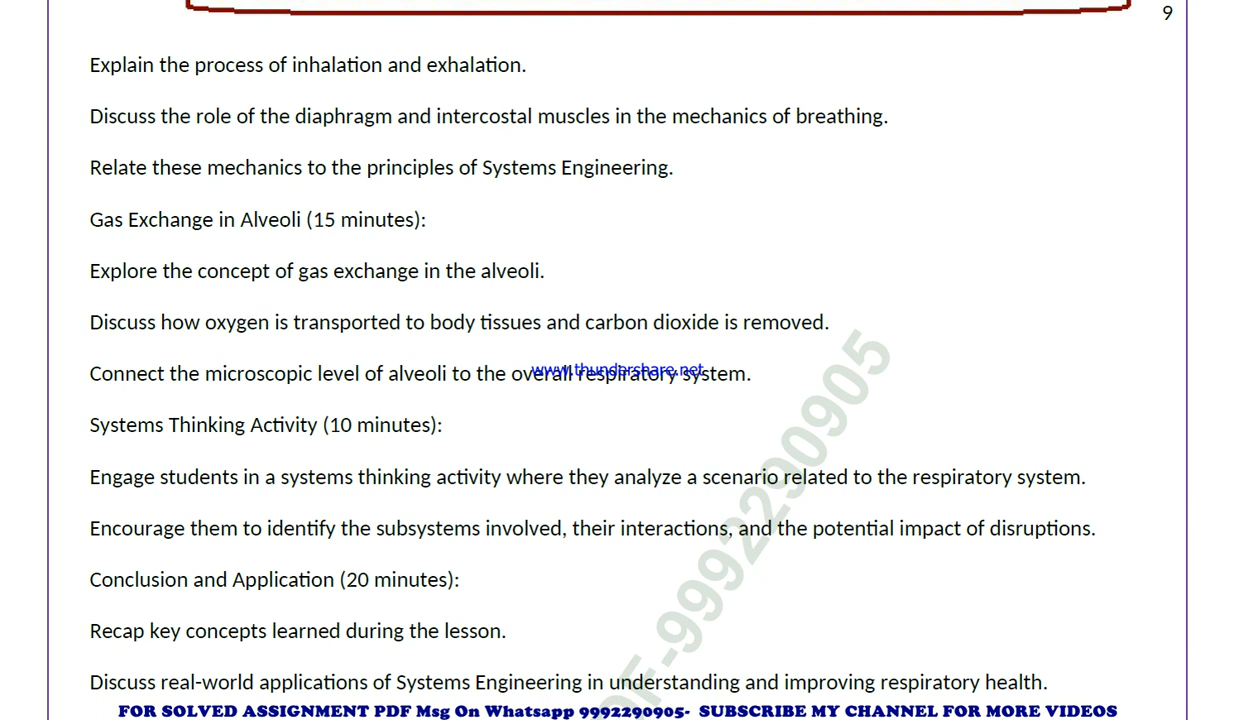 9
Explain the process of inhalation and exhalation.
Discuss the role of the diaphragm and intercostal muscles in the mechanics of breathing.
Relate these mechanics to the principles of Systems Engineering.
Gas Exchange in Alveoli (15 minutes):
Explore the concept of gas exchange in the alveoli.
Discuss how oxygen is transported to body tissues and carbon dioxide is removed.
Connect the microscopic level of alveoli to the overall respiratory system.
www.thundershare.net
Systems Thinking Activity (10 minutes):
Engage students in a systems thinking activity where they analyze a scenario related to the respiratory system.
Encourage them to identify the subsystems involved, their interactions, and the potential impact of disruptions.
Conclusion and Application (20 minutes):
Recap key concepts learned during the lesson.
Discuss real-world applications of Systems Engineering in understanding and improving respiratory health.
DF-9992290905
FOR SOLVED ASSIGNMENT PDF Msg On Whatsapp 9992290905- SUBSCRIBE MY CHANNEL FOR MORE VIDEOS